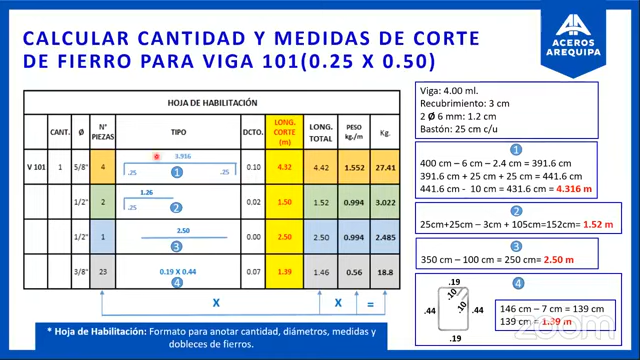 CALCULAR CANTIDAD Y MEDIDAS DE CORTE
DE FIERRO PARA VIGA 101(0.25 X 0.50)
ACEROS
AREQUIPA
HOJA DE HABILITACIÓN
CANT. Ø N° PIEZAS TIPO DCTO. LONG. CORTE (m) LONG. TOTAL PESO kg./m Kg.
V 101 1 5/8" 4 3.916 .25 .25 1 0.10 4.32 4.42 1.552 27.41
1/2" 2 1.26 .25 2 0.02 1.50 1.52 0.994 3.022
1/2" 1 2.50 3 0.00 2.50 2.50 0.994 2.485
3/8" 23 0.19 X 0.44 4 0.07 1.39 1.46 0.56 18.8
X X =
* Hoja de Habilitación: Formato para anotar cantidad, diámetros, medidas y
dobleces de fierros.
Viga: 4.00 ml.
Recubrimiento: 3 cm
2 Ø 6 mm: 1.2 cm
Bastón: 25 cm c/u
1
400 cm – 6 cm – 2.4 cm = 391.6 cm
391.6 cm + 25 cm + 25 cm = 441.6 cm
441.6 cm - 10 cm = 431.6 cm = 4.316 m
2
25cm+25cm – 3cm + 105cm=152cm= 1.52 m
3
350 cm – 100 cm = 250 cm= 2.50 m
4
.19
.10
.10
.44 .44
.19
146 cm – 7 cm = 139 cm
139 cm = 1.39 m
zoom